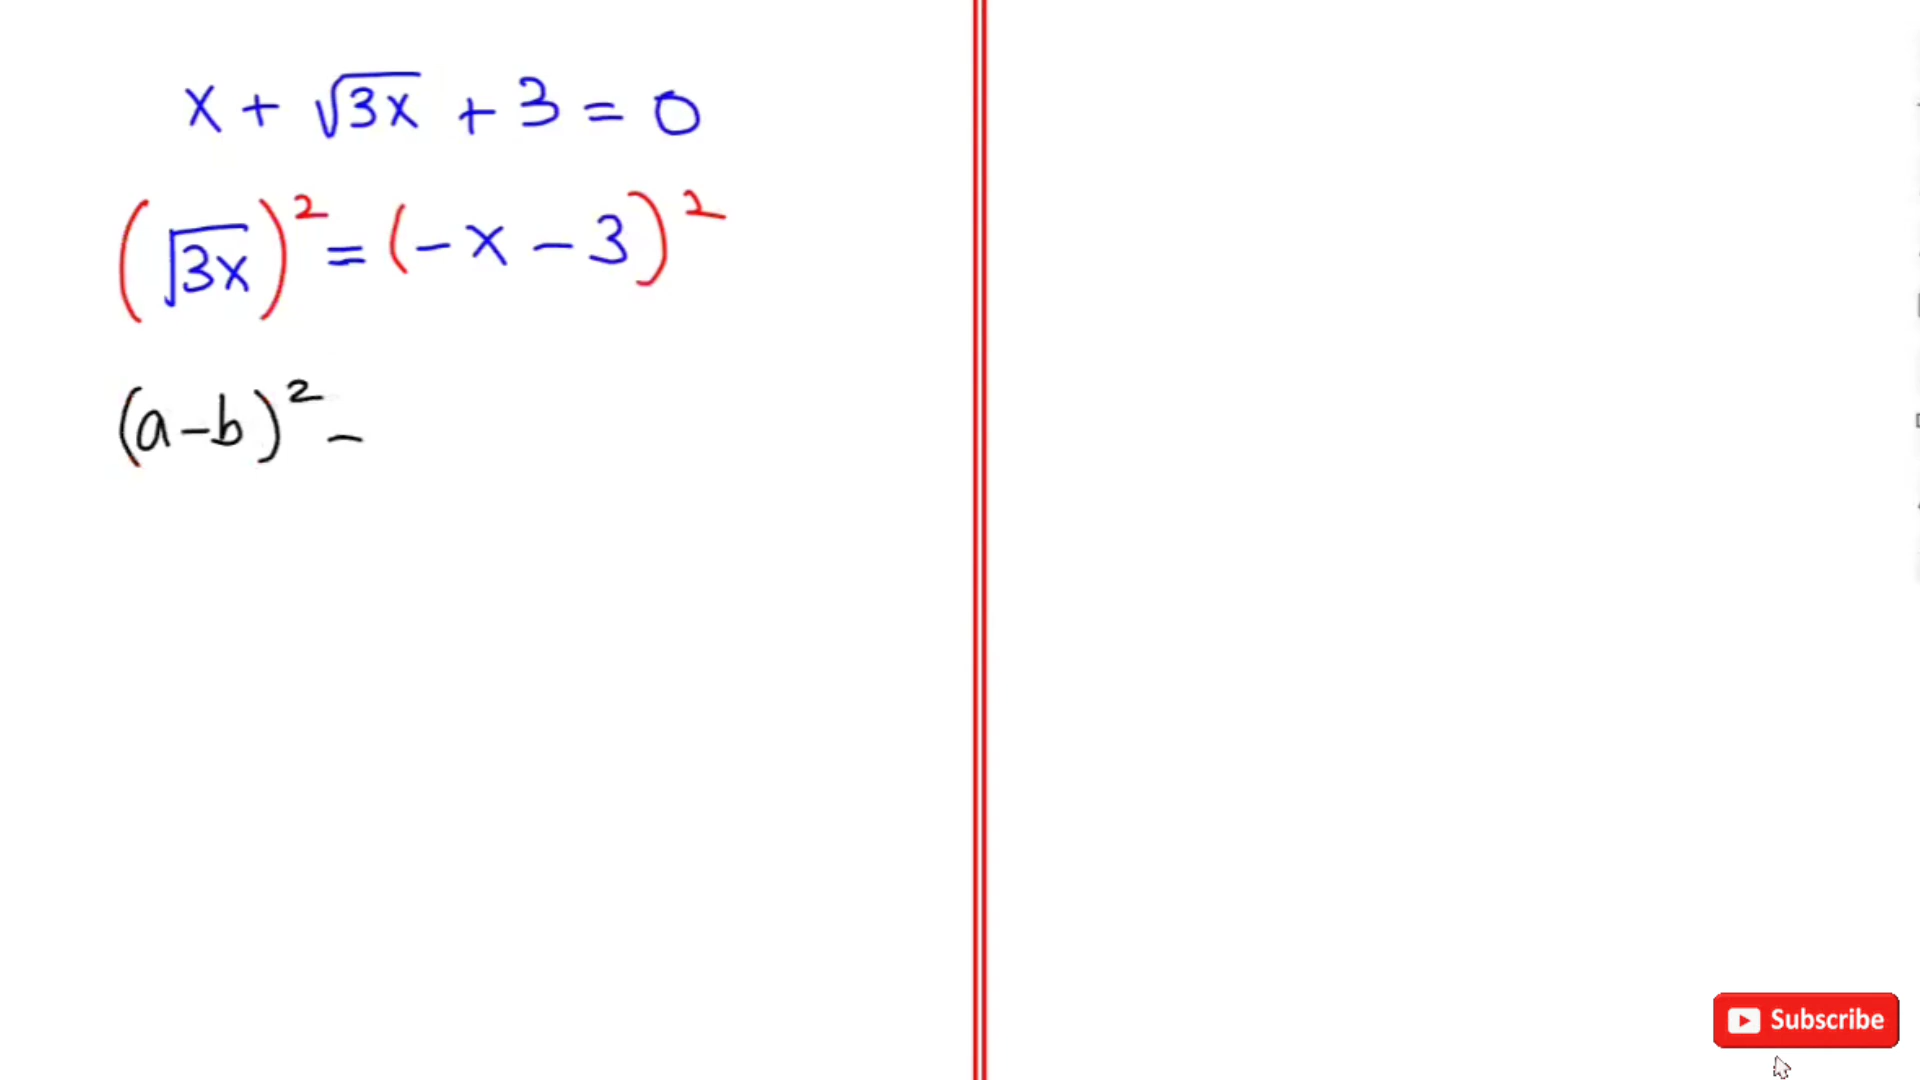 x + √3x + 3 = 0
(√3x)² = (-x - 3)²
(a-b)² -
Subscribe